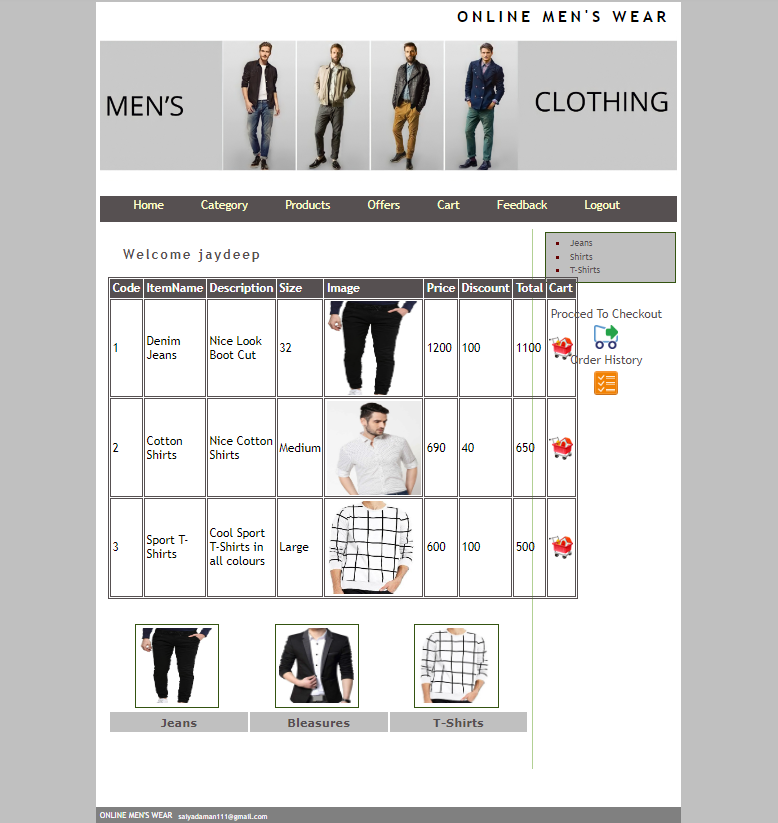 ONLINE MEN'S WEAR
MEN'S
CLOTHING
Home Category Products Offers Cart Feedback Logout
Welcome jaydeep
Jeans
Shirts
T-Shirts
Procced To Checkout
Order History
Code ItemName Description Size Image Price Discount Total Cart
1 Denim Jeans Nice Look Boot Cut 32 1200 100 1100
2 Cotton Shirts Nice Cotton Shirts Medium 690 40 650
3 Sport T-Shirts Cool Sport T-Shirts in all colours Large 600 100 500
Jeans Bleasures T-Shirts
ONLINE MEN'S WEAR saiyadaman111@gmail.com